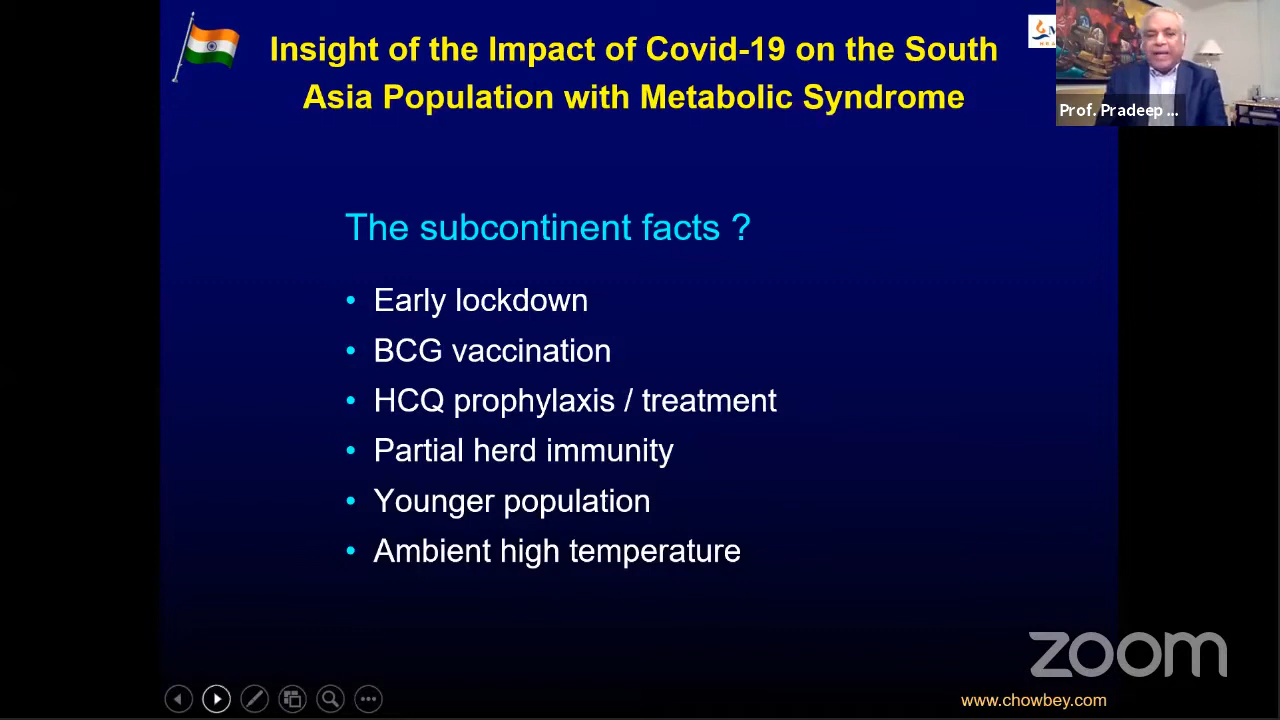 Insight of the Impact of Covid-19 on the South
Asia Population with Metabolic Syndrome
Prof. Pradeep ...
The subcontinent facts ?
• Early lockdown
• BCG vaccination
• HCQ prophylaxis / treatment
• Partial herd immunity
• Younger population
• Ambient high temperature
zoom
www.chowbey.com